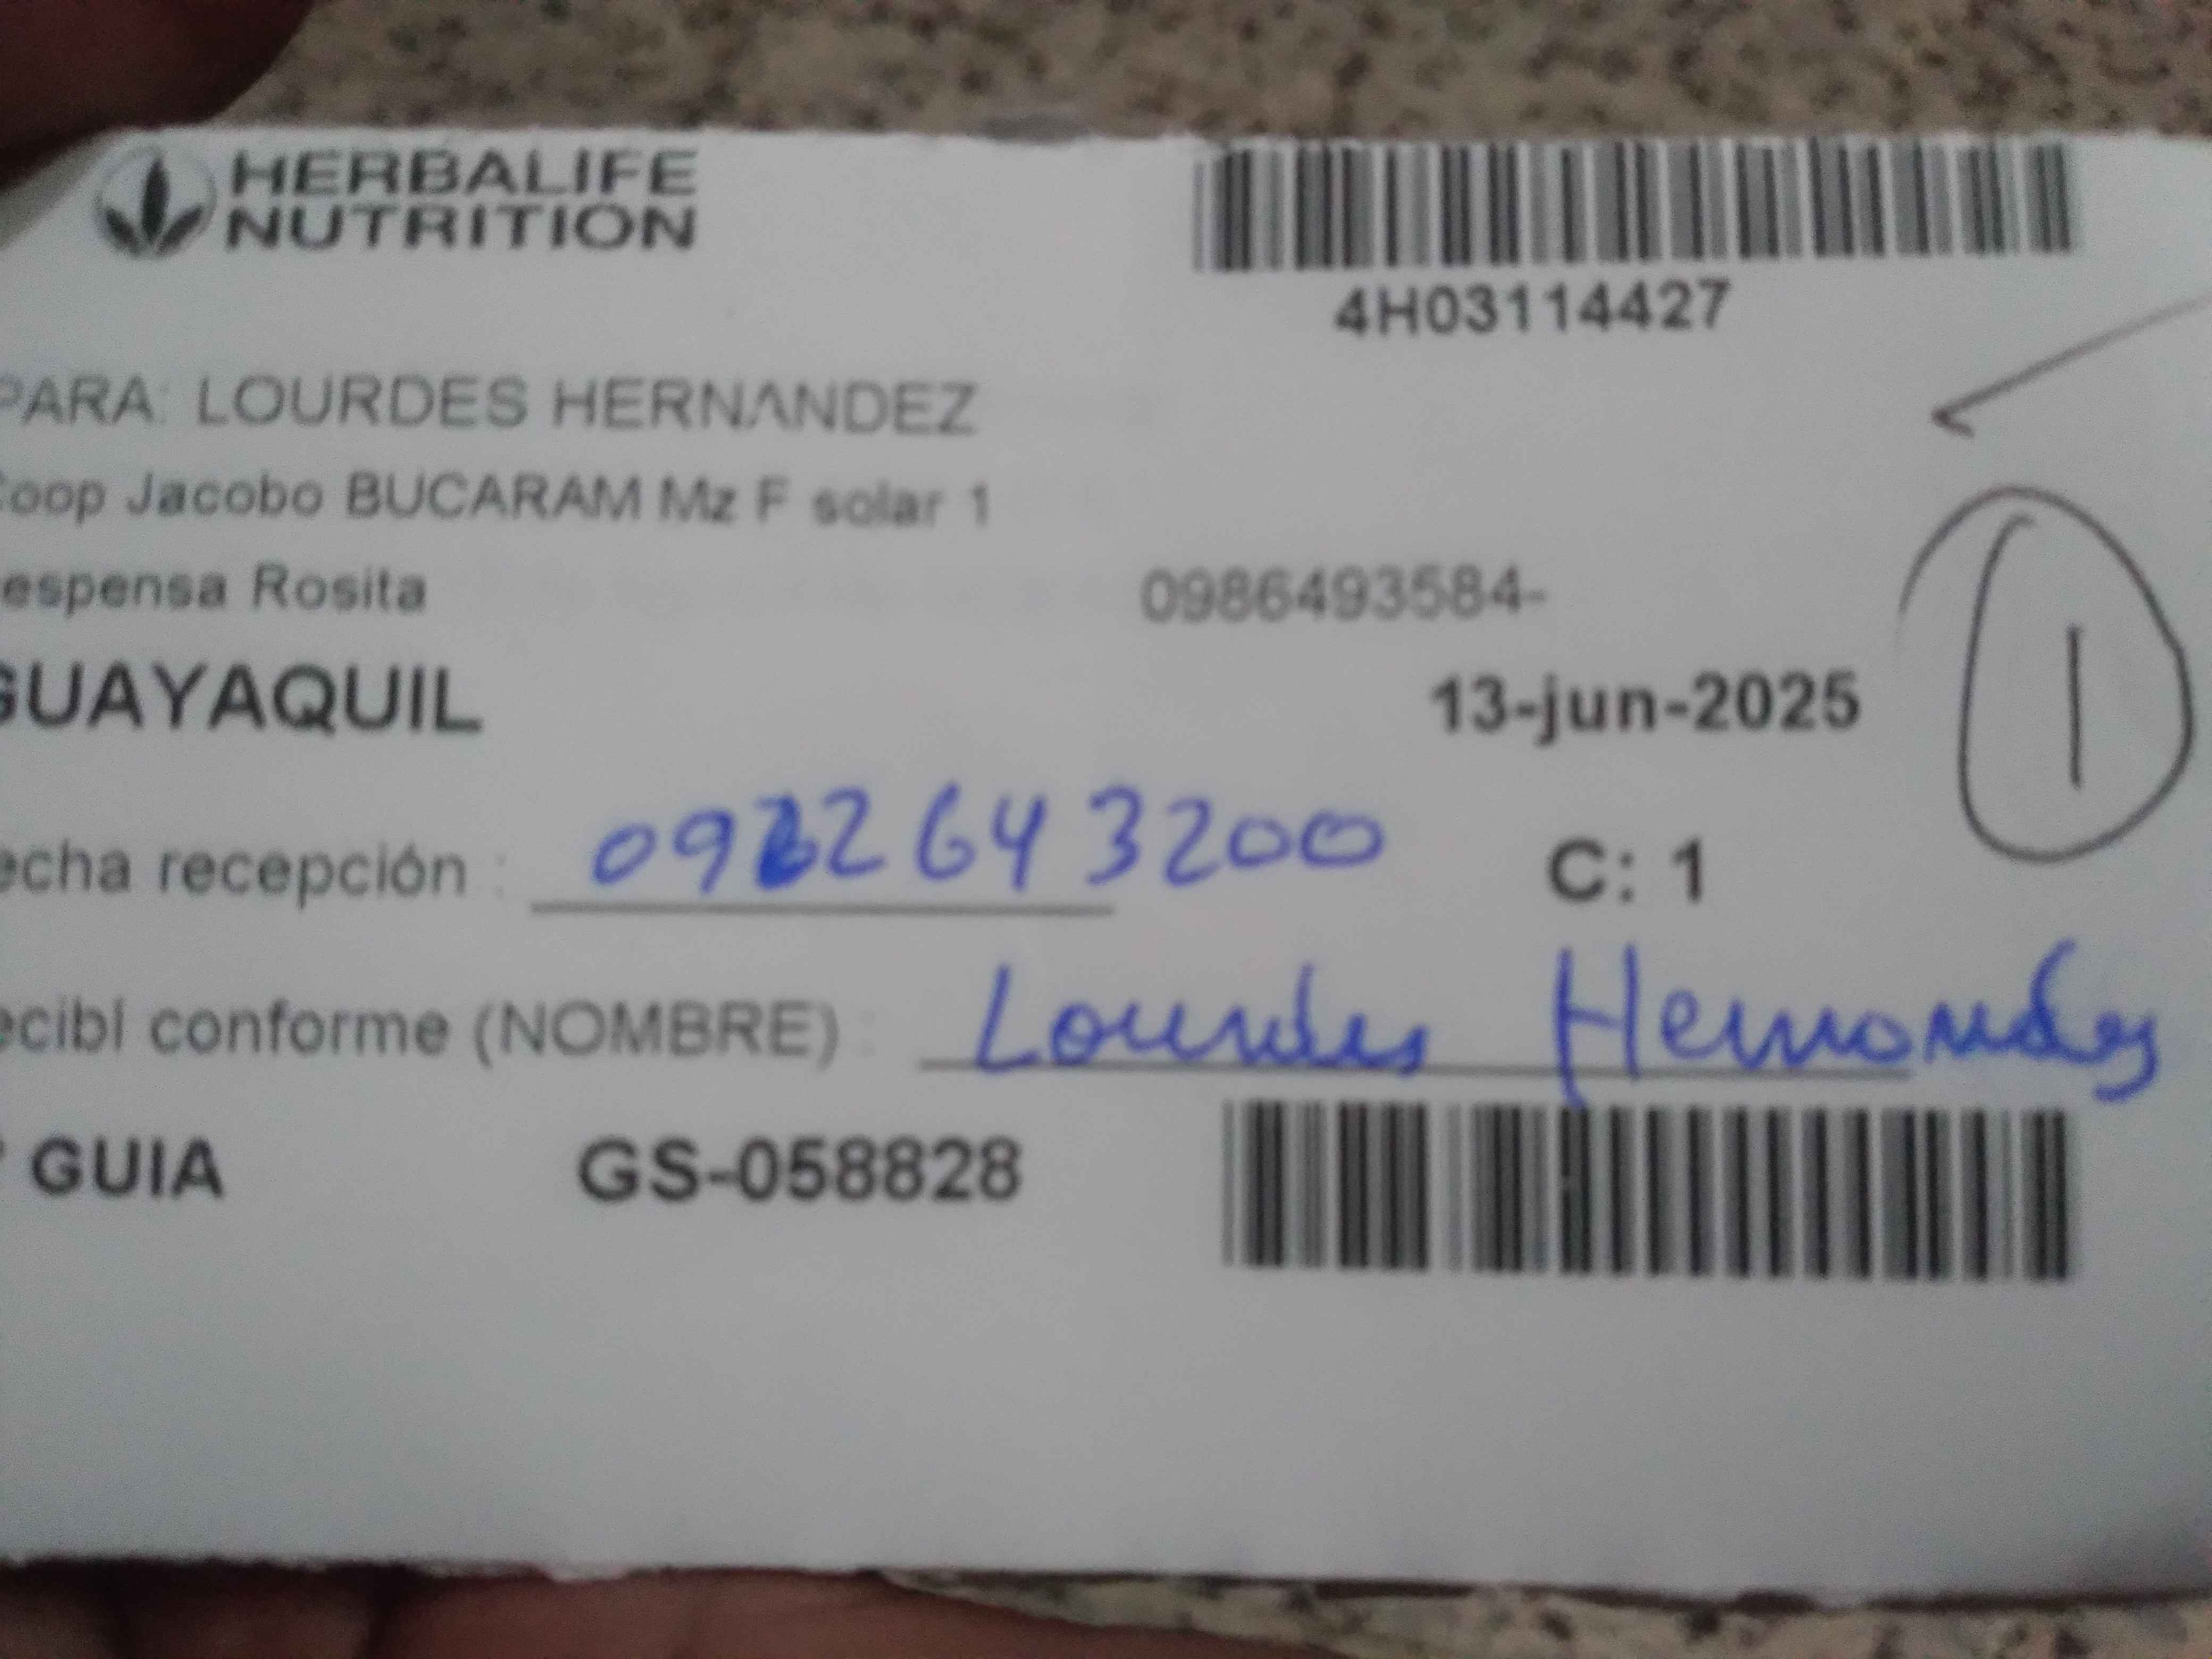 HERBALIFE
NUTRITION
4H03114427
PARA: LOURDES HERNANDEZ
Coop Jacobo BUCARAM Mz F solar 1
espensa Rosita
0986493584-
GUAYAQUIL
13-jun-2025
1
echa recepción : 3200
C: 1
ecibí conforme (NOMBRE) : Lourdes Hernandez
GUIA GS-058828